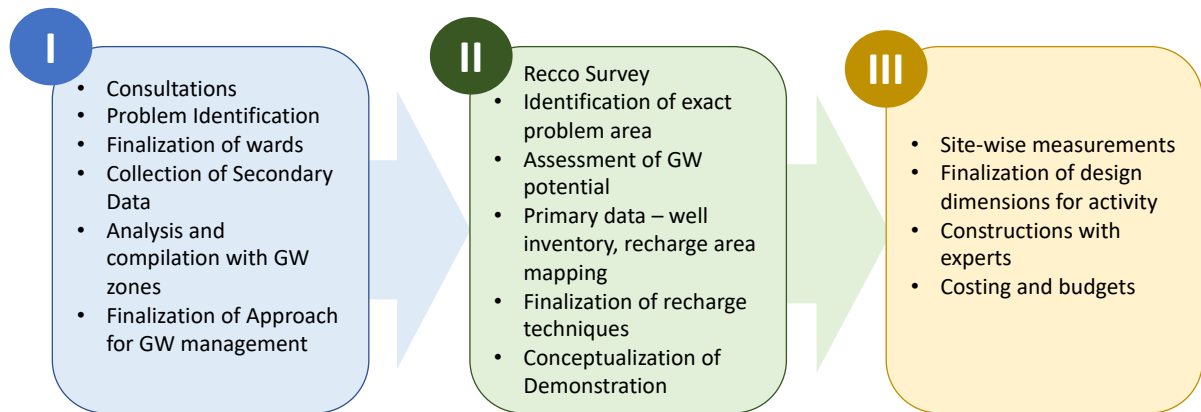 I
• Consultations
• Problem Identification
• Finalization of wards
• Collection of Secondary
Data
• Analysis and
compilation with GW
zones
• Finalization of Approach
for GW management
II
Recco Survey
• Identification of exact
problem area
• Assessment of GW
potential
• Primary data – well
inventory, recharge area
mapping
• Finalization of recharge
techniques
• Conceptualization of
Demonstration
III
• Site-wise measurements
• Finalization of design
dimensions for activity
• Constructions with
experts
• Costing and budgets